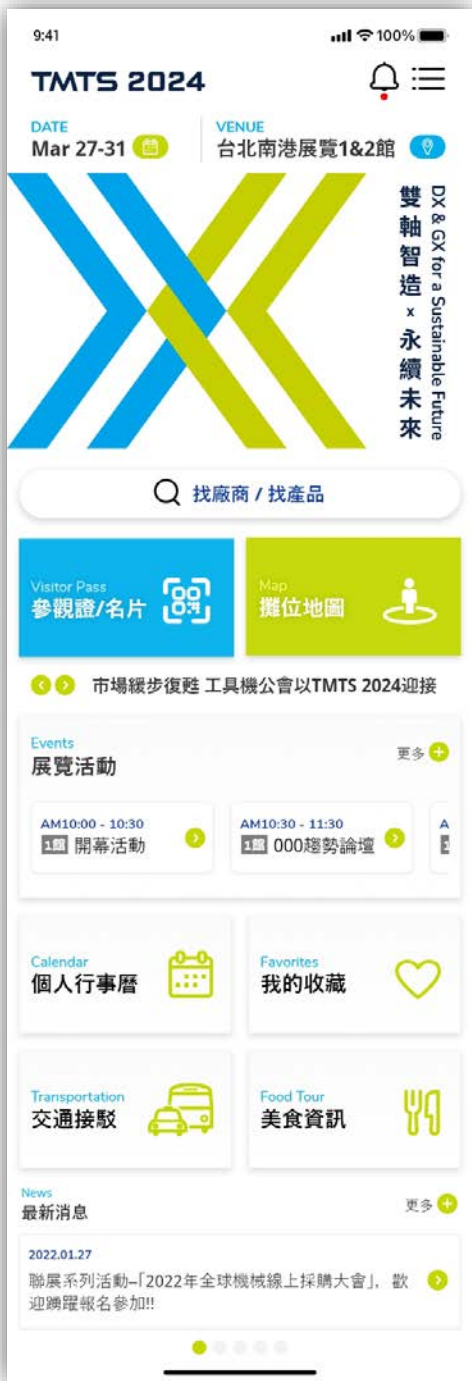 9:41 100%
TMTS 2024
DATE
Mar 27-31
VENUE
台北南港展覽1&2館
DX & GX for a Sustainable Future
雙軸智造 x 永續未來
找廠商 / 找產品
Visitor Pass
參觀證/名片
Map
攤位地圖
市場緩步復甦 工具機公會以TMTS 2024迎接
Events
展覽活動
更多
AM10:00 - 10:30
1館 開幕活動
AM10:30 - 11:30
1館 000趨勢論壇
A
1
Calendar
個人行事曆
Favorites
我的收藏
Transportation
交通接駁
Food Tour
美食資訊
News
最新消息
更多
2022.01.27
聯展系列活動–「2022年全球機械線上採購大會」，歡
迎踴躍報名參加!!